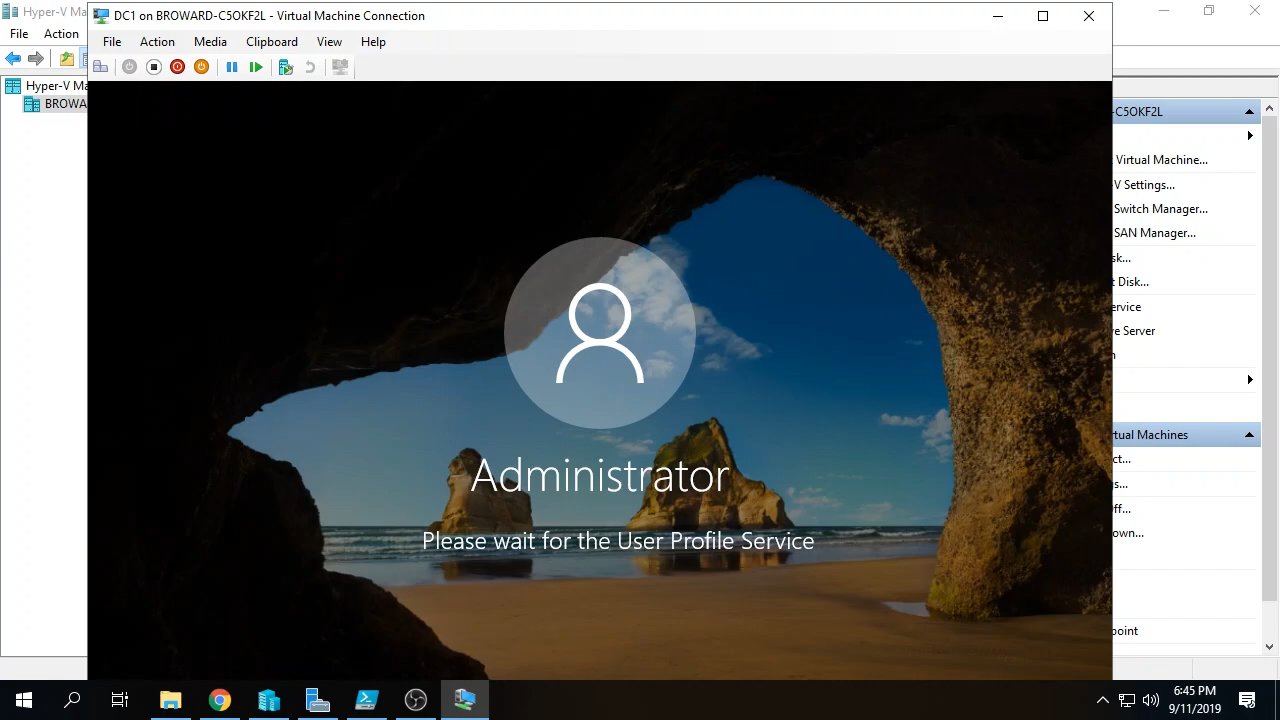 Hyper-V Ma
File Action
Hyper-V Ma
BROWA
DC1 on BROWARD-C5OKF2L - Virtual Machine Connection
File Action Media Clipboard View Help
Administrator
Please wait for the User Profile Service
-C5OKF2L
Virtual Machine...
-V Settings...
Switch Manager...
SAN Manager...
sk...
t Disk...
ervice
ve Server
n
rtual Machines
ct...
s...
ff...
own...
point
6:45 PM
9/11/2019